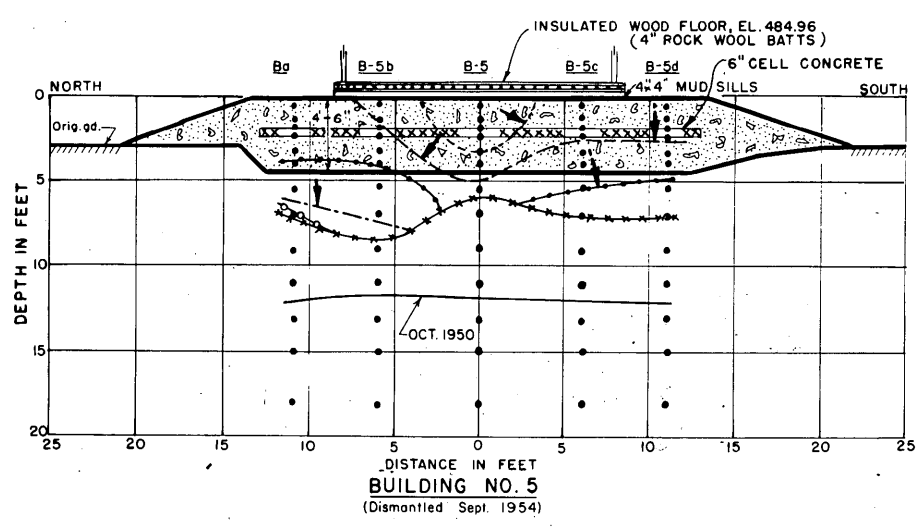 INSULATED WOOD FLOOR, EL. 484.96
(4" ROCK WOOL BATTS)
Ba B-5b B-5 B-5c B-5d
6" CELL CONCRETE
NORTH
4"x4" MUD SILLS
SOUTH
0
4-6
Orig. gd.
5
10
OCT. 1950
15
20
DEPTH IN FEET
25 20 15 10 5 0 5 10 15 20 25
DISTANCE IN FEET
BUILDING NO. 5
(Dismantled Sept. 1954)